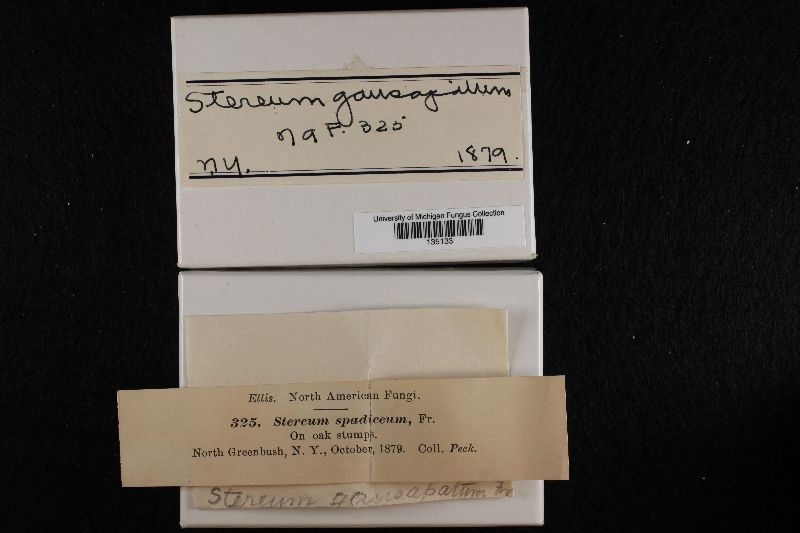 Stereum gausapatum
N A F. 325
N.Y. 1879.
University of Michigan Fungus Collection
135133
Ellis. North American Fungi.
325. Stereum spadiceum, Fr.
On oak stumps.
North Greenbush, N. Y., October, 1879. Coll. Peck.
Stereum gausapatum Fr